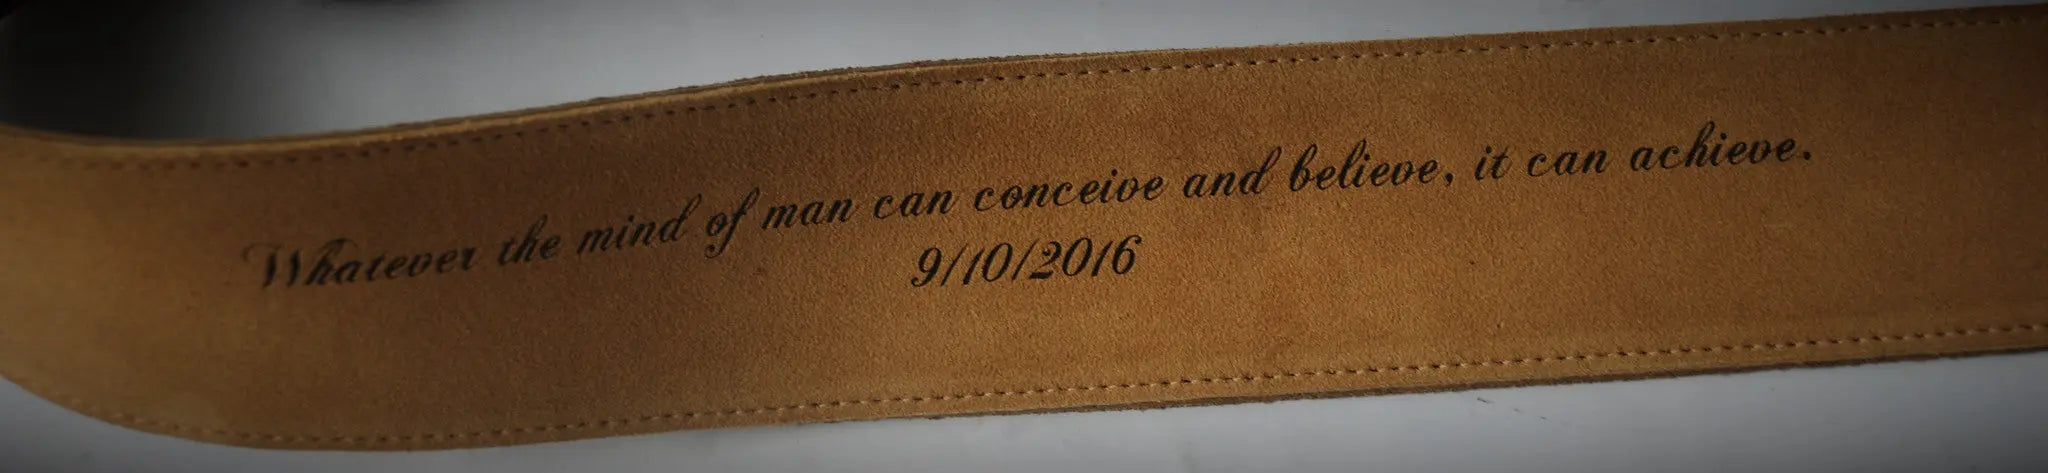 Whatever the mind of man can conceive and believe, it can achieve.
9/10/2016